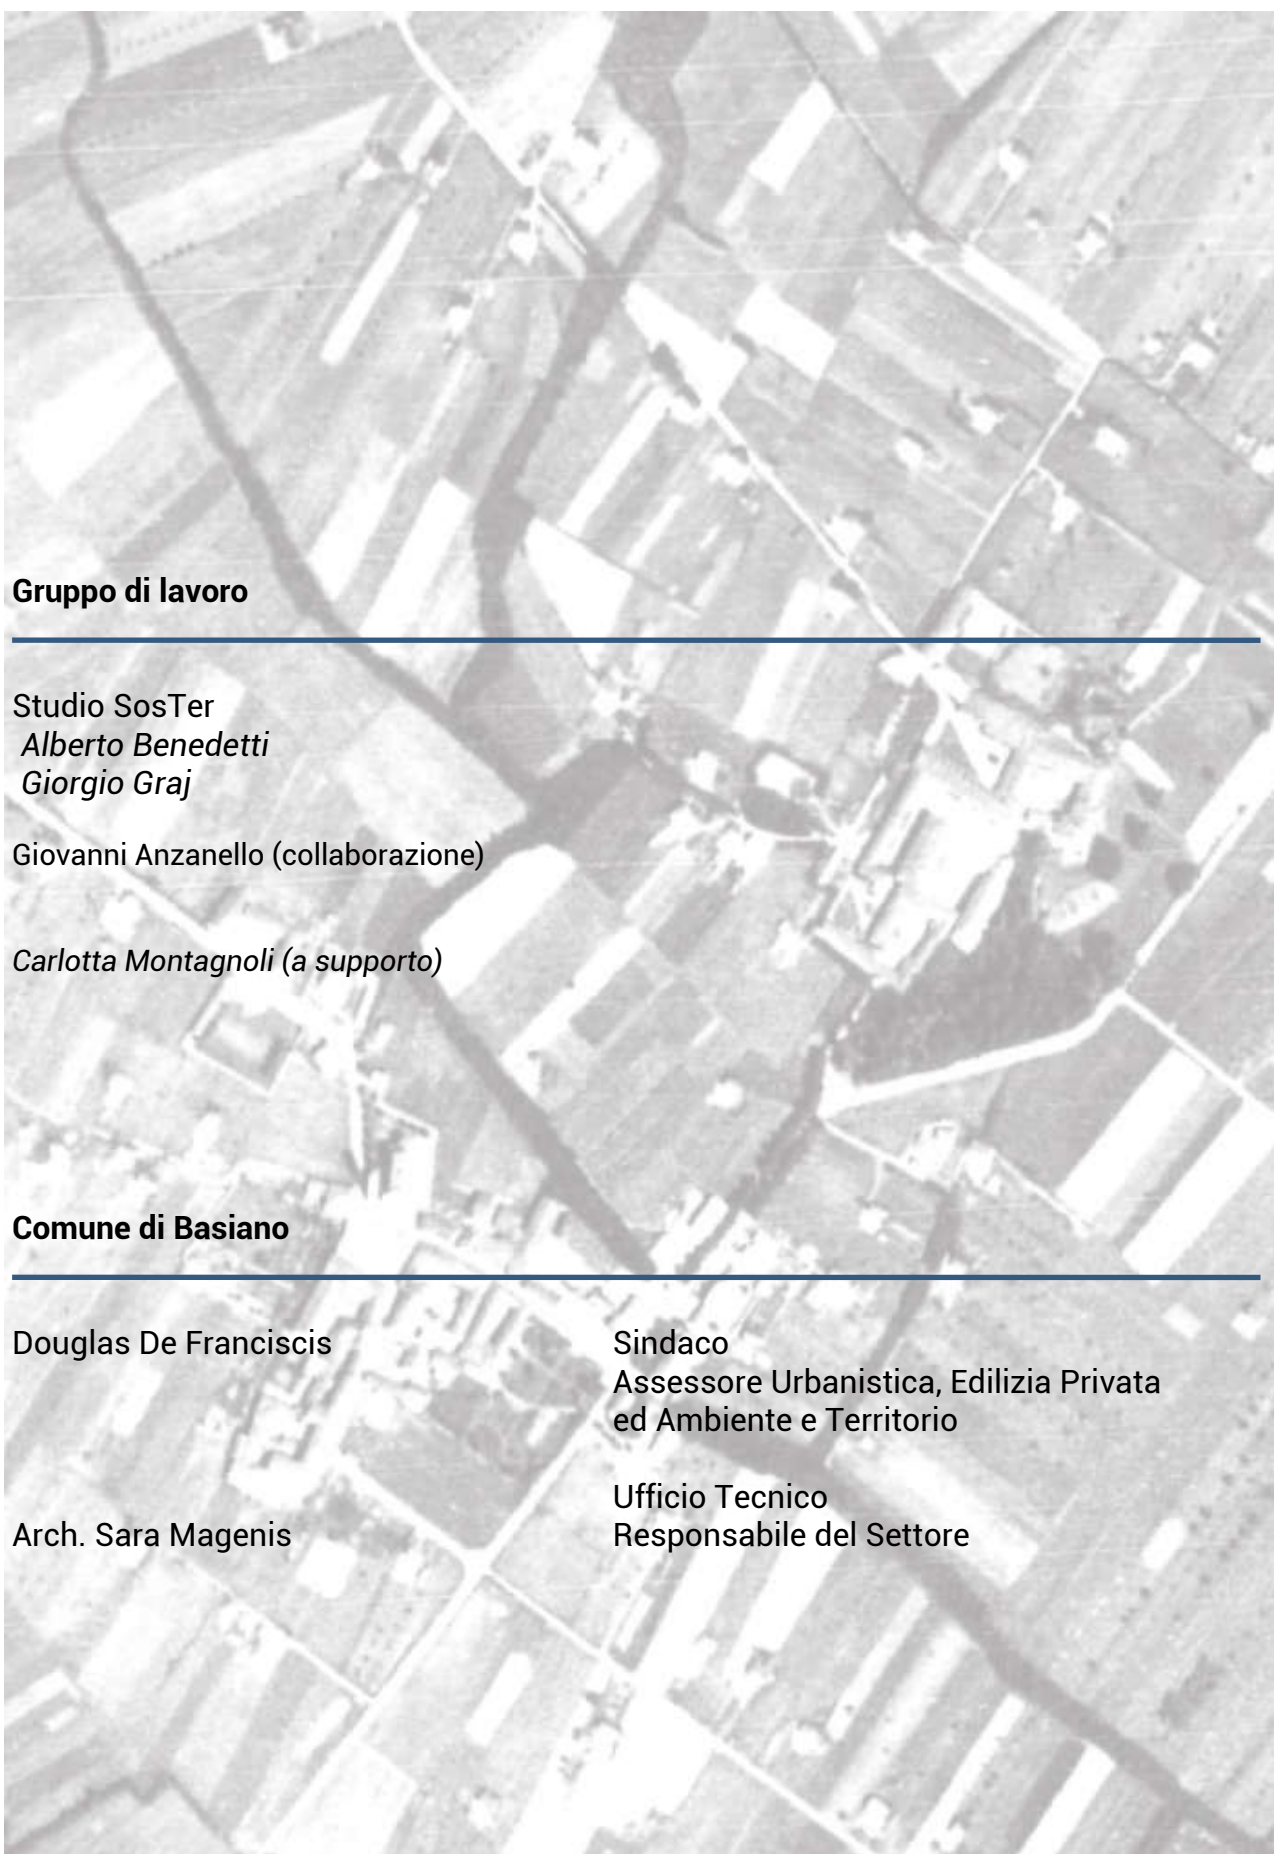 Gruppo di lavoro
Studio SosTer
Alberto Benedetti
Giorgio Graj
Giovanni Anzanello (collaborazione)
Carlotta Montagnoli (a supporto)
Comune di Basiano
Douglas De Franciscis
Sindaco
Assessore Urbanistica, Edilizia Privata
ed Ambiente e Territorio
Ufficio Tecnico
Arch. Sara Magenis
Responsabile del Settore